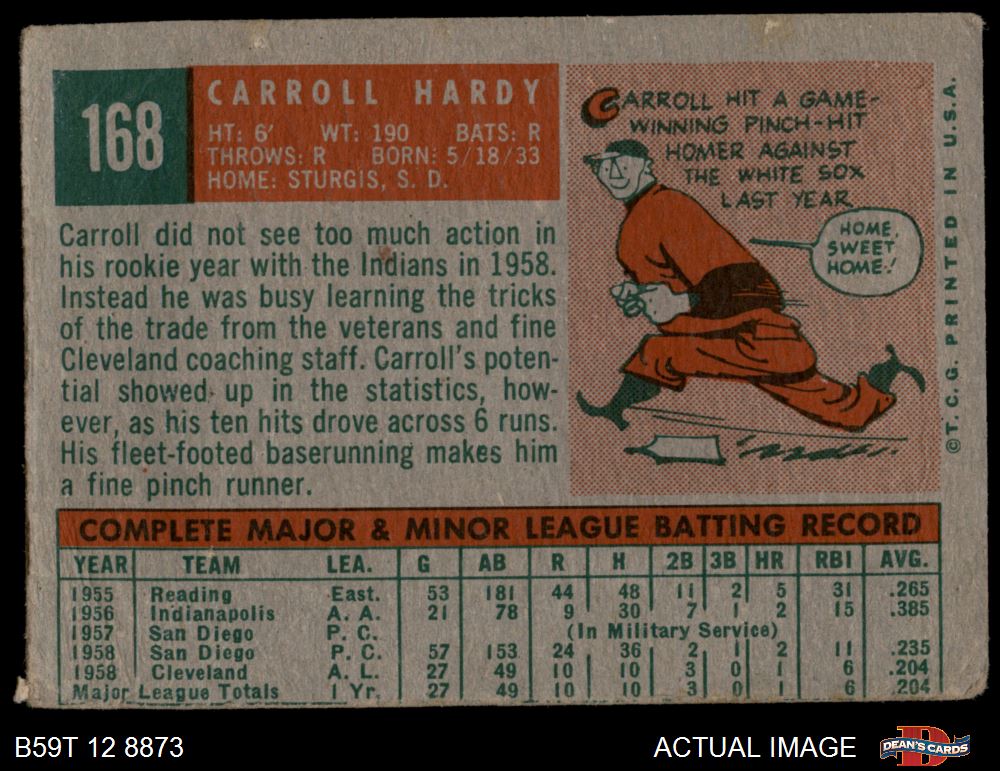 168
CARROLL HARDY
HT: 6' WT: 190 BATS: R
THROWS: R BORN: 5/18/33
HOME: STURGIS, S. D.
Carroll did not see too much action in
his rookie year with the Indians in 1958.
Instead he was busy learning the tricks
of the trade from the veterans and fine
Cleveland coaching staff. Carroll's poten-
tial showed up in the statistics, how-
ever, as his ten hits drove across 6 runs.
His fleet-footed baserunning makes him
a fine pinch runner.
CARROLL HIT A GAME-
WINNING PINCH-HIT
HOMER AGAINST
THE WHITE SOX
LAST YEAR
HOME,
SWEET
HOME!
©T.C.G. PRINTED IN U.S.A.
COMPLETE MAJOR & MINOR LEAGUE BATTING RECORD
YEAR TEAM LEA. G AB R H 2B 3B HR RBI AVG.
1955 Reading East. 53 181 44 48 11 2 5 31 .265
1956 Indianapolis A. A. 21 78 9 30 7 1 2 15 .385
1957 San Diego P. C. (In Military Service)
1958 San Diego P. C. 57 153 24 36 2 1 2 11 .235
1958 Cleveland A. L. 27 49 10 10 3 0 1 6 .204
Major League Totals 1 Yr. 27 49 10 10 3 0 1 6 .204
B59T 12 8873
ACTUAL IMAGE
D
DEAN'S CARDS